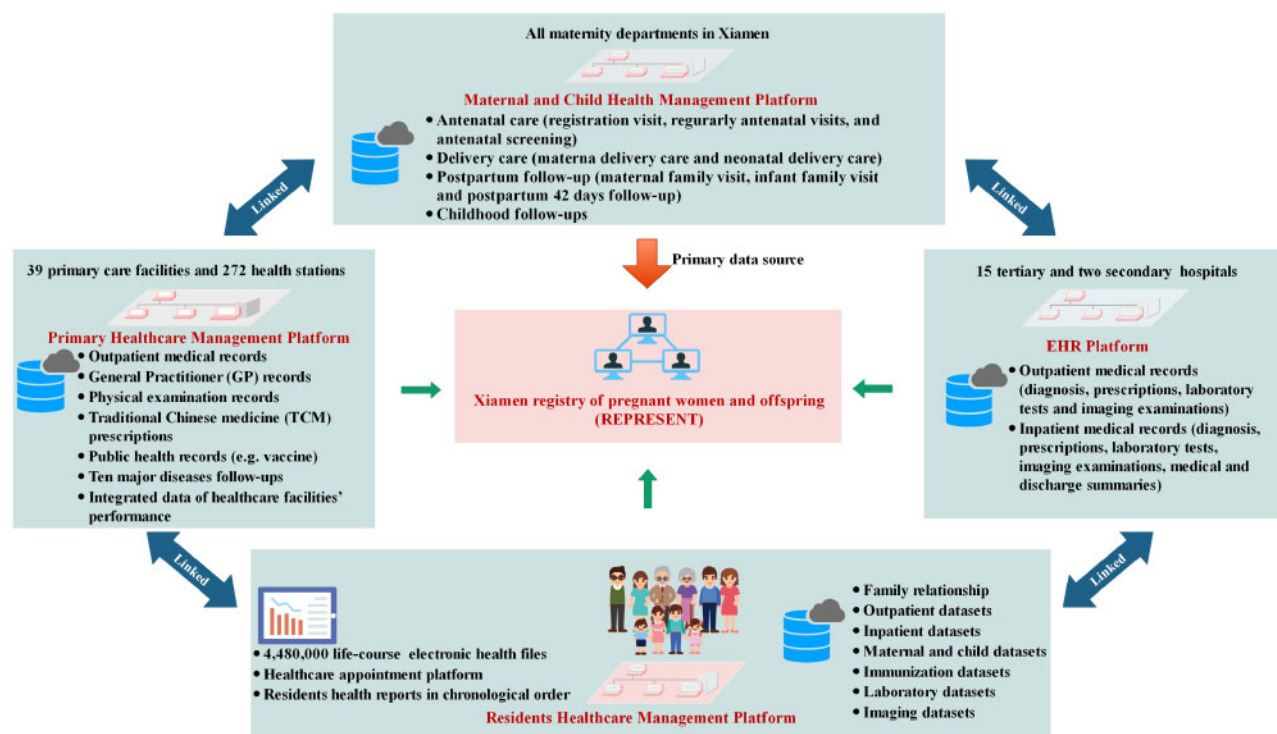 All maternity departments in Xiamen
Maternal and Child Health Management Platform
• Antenatal care (registration visit, regurarly antenatal visits, and
antenatal screening)
• Delivery care (materna delivery care and neonatal delivery care)
• Postpartum follow-up (maternal family visit, infant family visit
and postpartum 42 days follow-up)
• Childhood follow-ups
Linked
Linked
Primary data source
39 primary care facilities and 272 health stations
Primary Healthcare Management Platform
• Outpatient medical records
• General Practitioner (GP) records
• Physical examination records
• Traditional Chinese medicine (TCM)
prescriptions
• Public health records (e.g. vaccine)
• Ten major diseases follow-ups
• Integrated data of healthcare facilities’
performance
Xiamen registry of pregnant women and offspring
(REPRESENT)
15 tertiary and two secondary hospitals
EHR Platform
• Outpatient medical records
(diagnosis, prescriptions, laboratory
tests and imaging examinations)
• Inpatient medical records (diagnosis,
prescriptions, laboratory tests,
imaging examinations, medical and
discharge summaries)
Linked
Linked
• 4,480,000 life-course electronic health files
• Healthcare appointment platform
• Residents health reports in chronological order
Residents Healthcare Management Platform
• Family relationship
• Outpatient datasets
• Inpatient datasets
• Maternal and child datasets
• Immunization datasets
• Laboratory datasets
• Imaging datasets